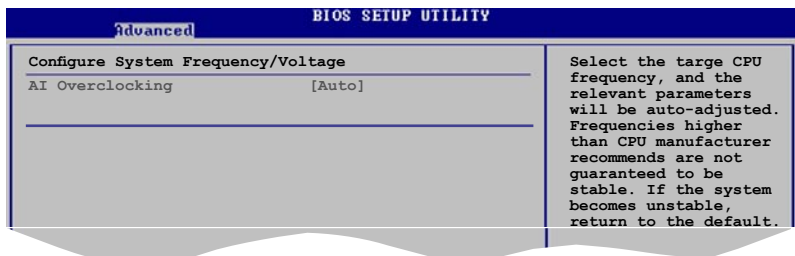 BIOS SETUP UTILITY
Advanced
Configure System Frequency/Voltage
AI Overclocking [Auto]
Select the targe CPU
frequency, and the
relevant parameters
will be auto-adjusted.
Frequencies higher
than CPU manufacturer
recommends are not
guaranteed to be
stable. If the system
becomes unstable,
return to the default.